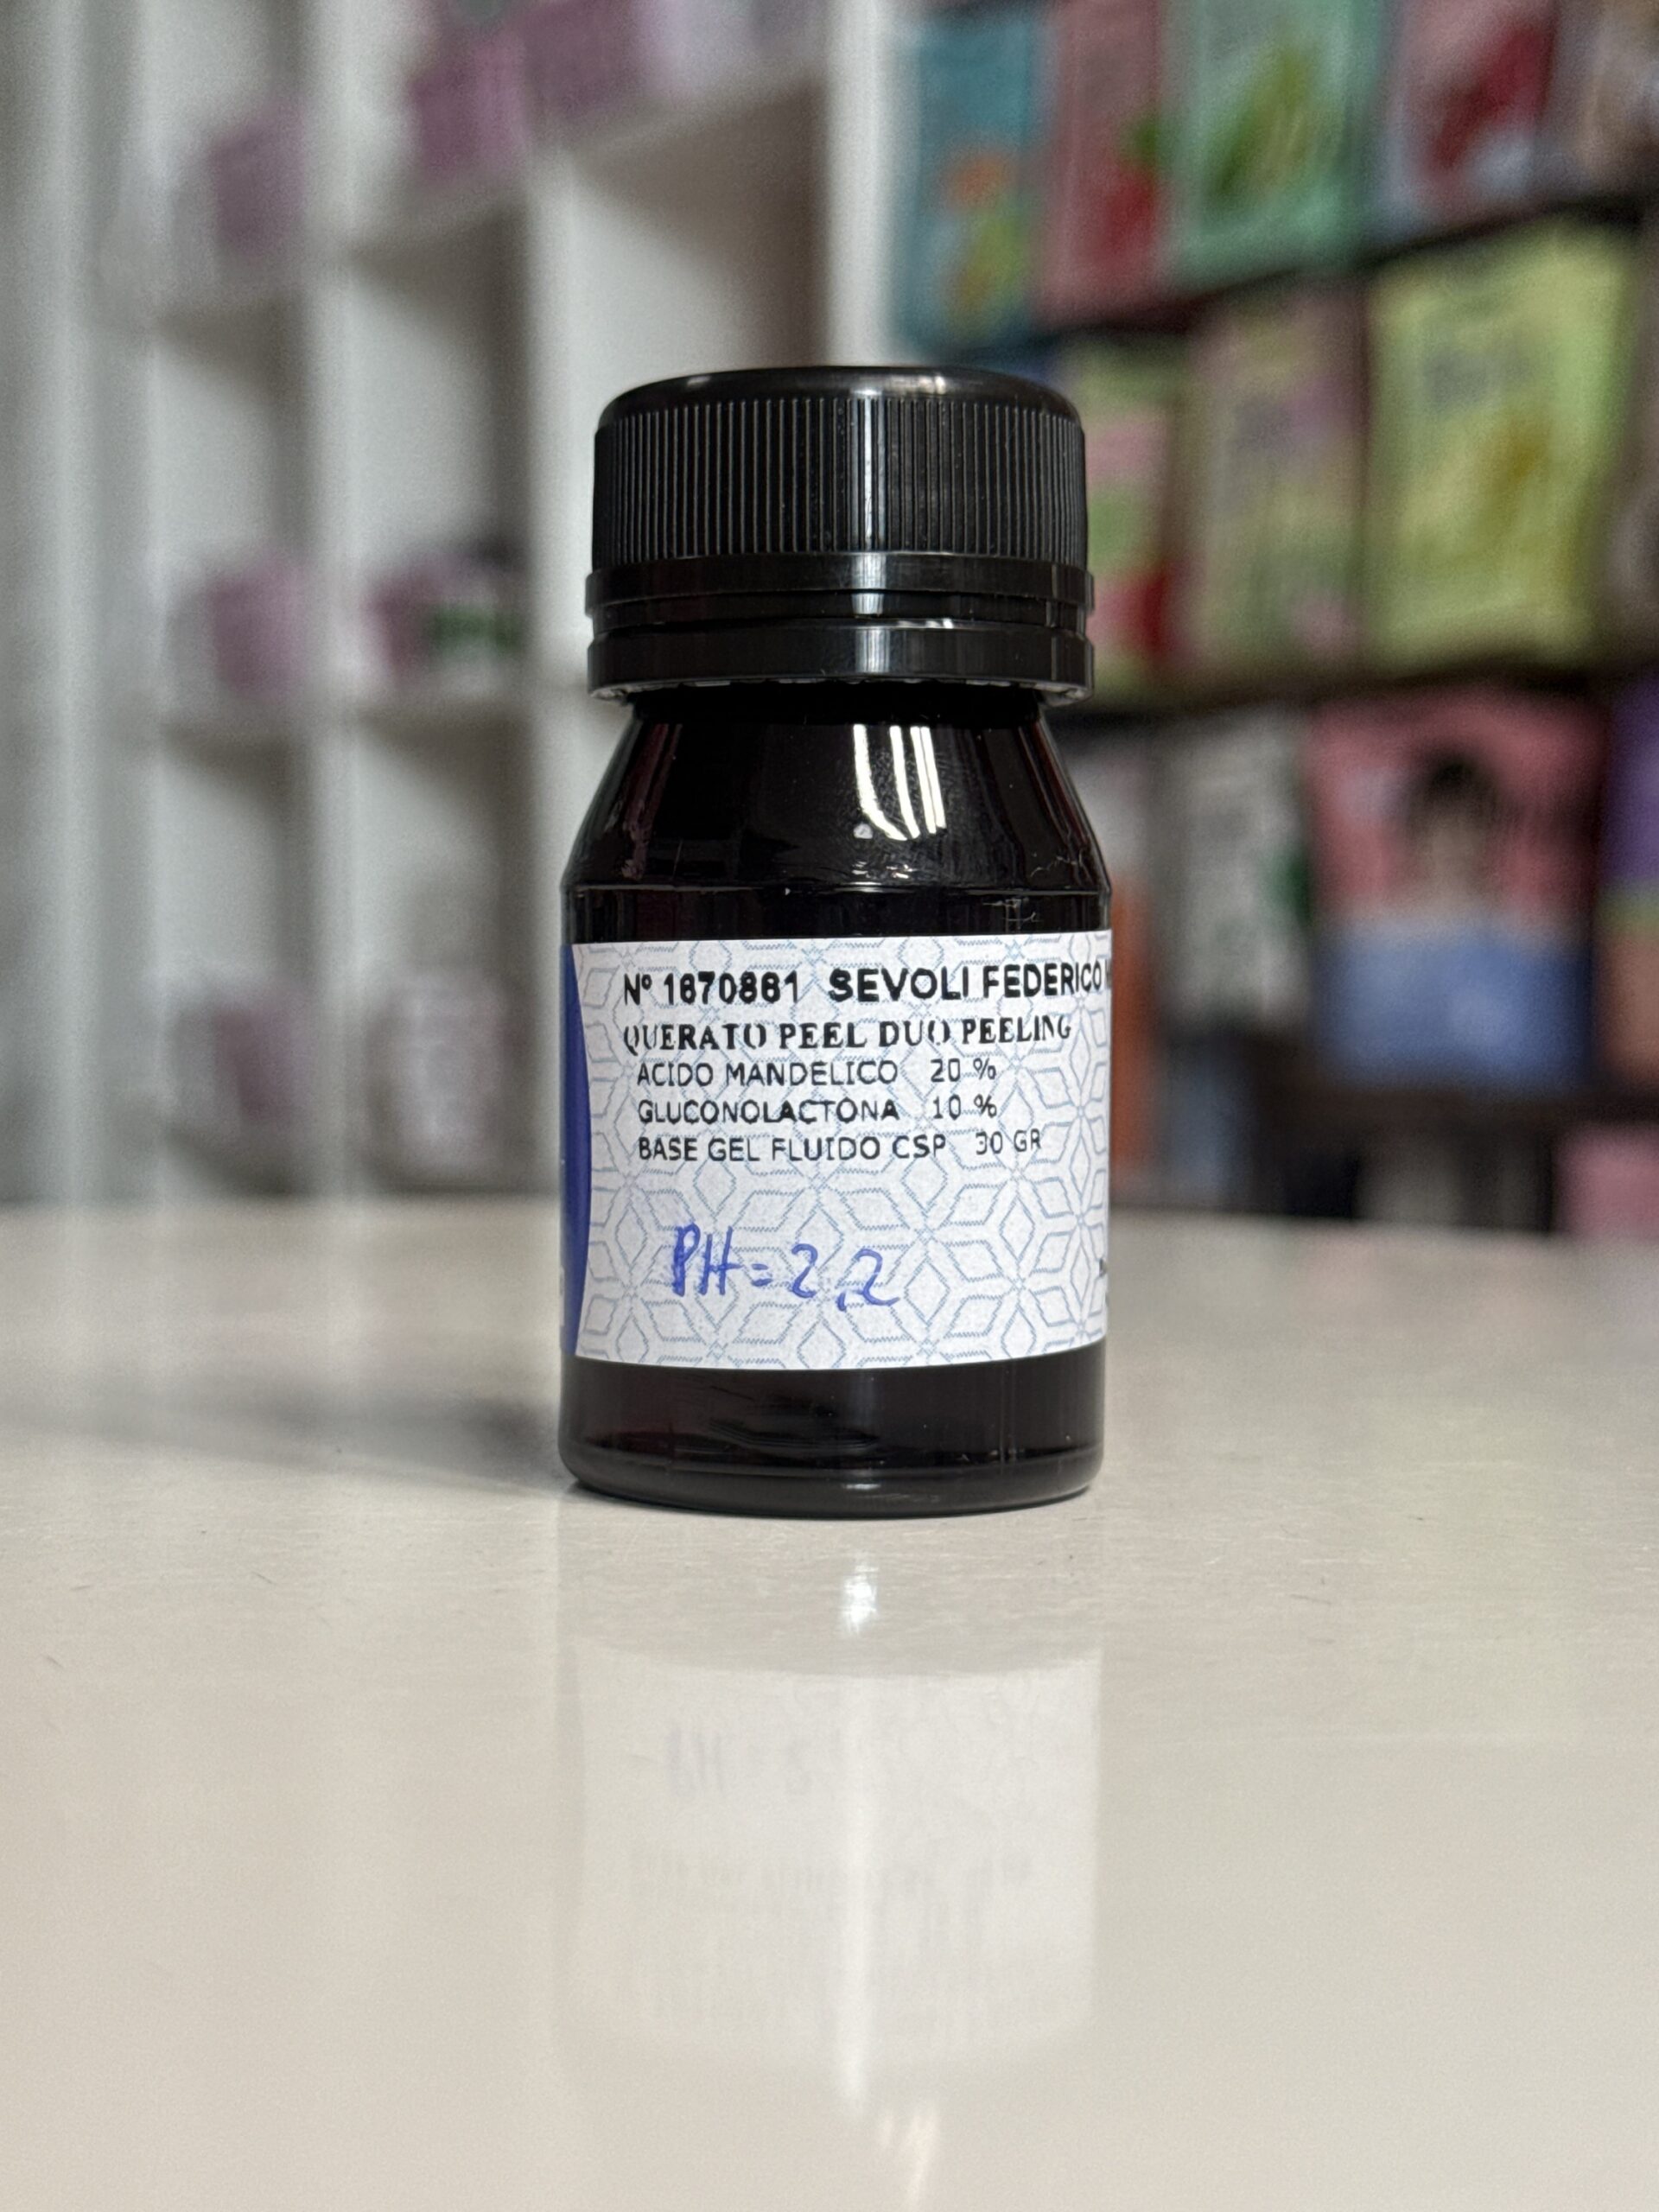 Nº 1670861 SEVOLI FEDERICO
QUERATO PEEL DUO PEELING
ACIDO MANDELICO 20 %
GLUCONOLACTONA 10 %
BASE GEL FLUIDO CSP 30 GR
PH=2,2